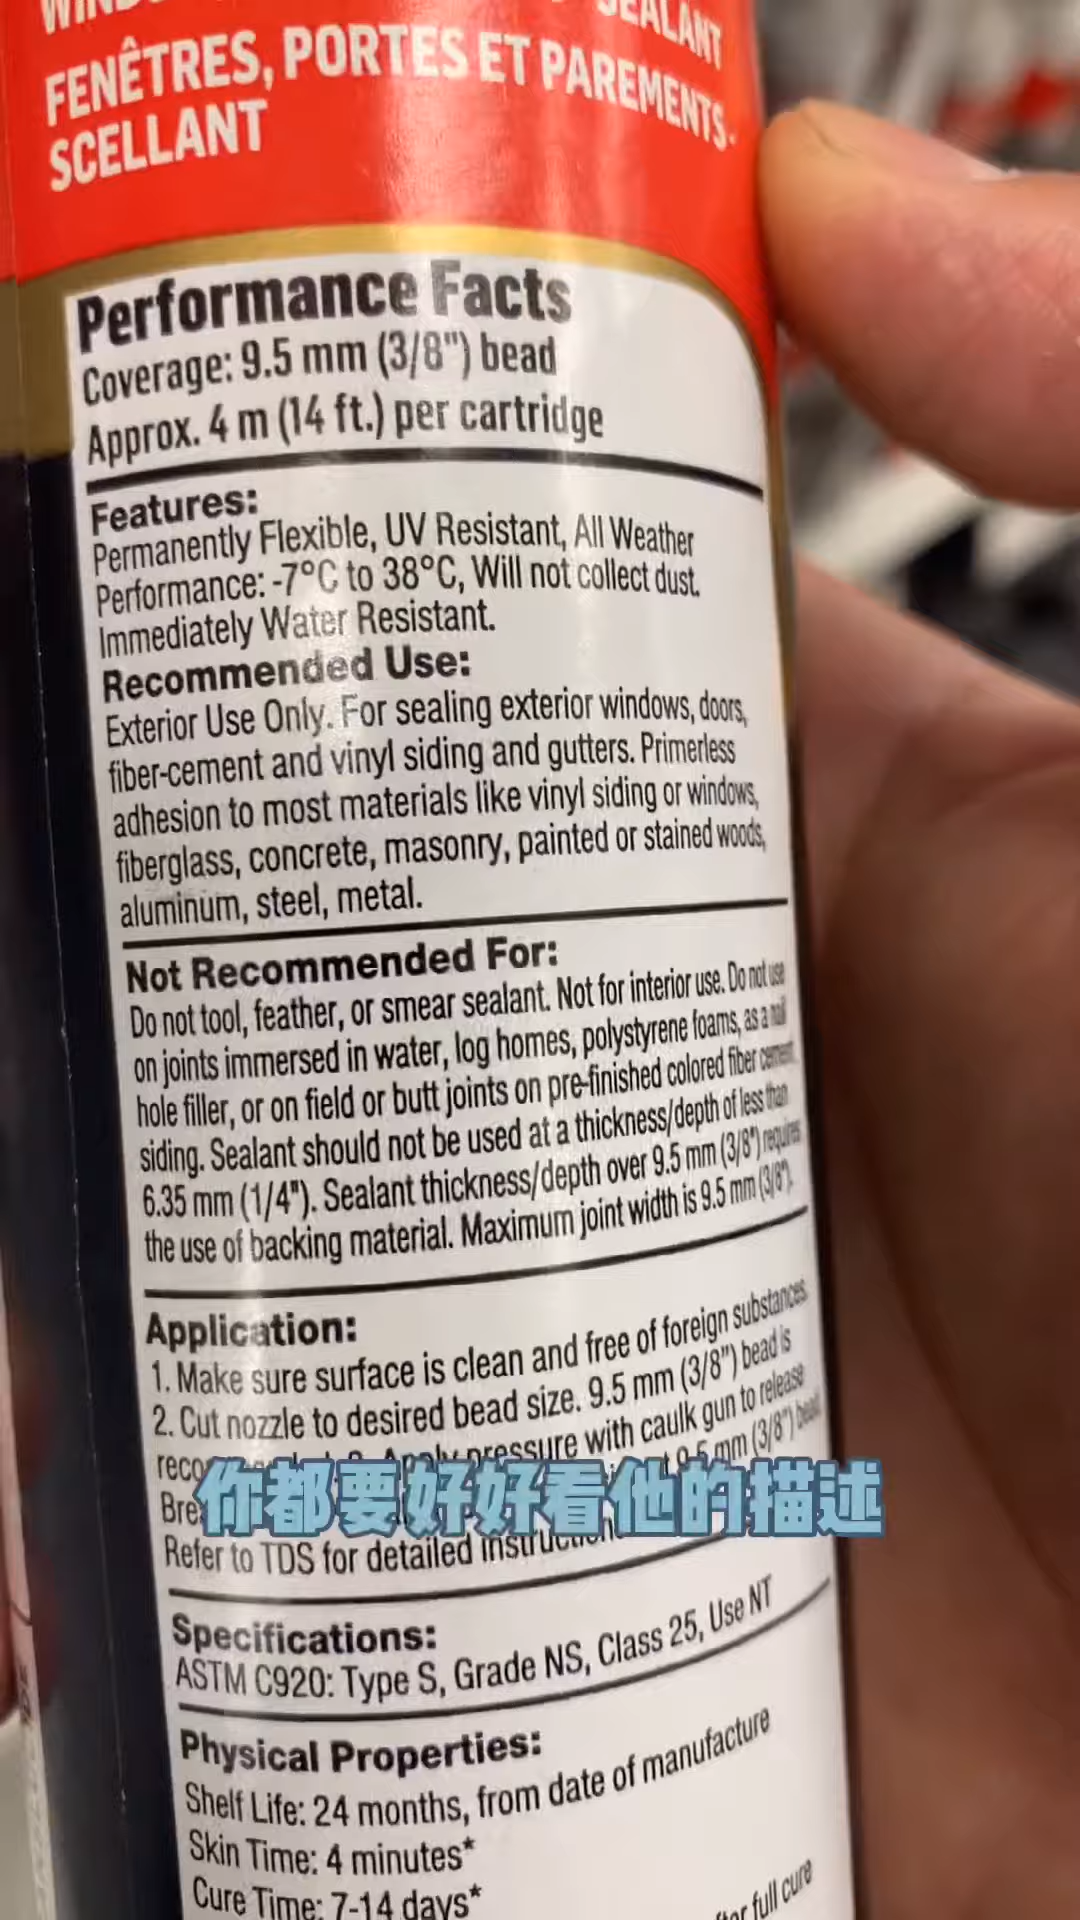 SEALANT
FENÊTRES, PORTES ET PAREMENTS-
SCELLANT
Performance Facts
Coverage: 9.5 mm (3/8") bead
Approx. 4 m (14 ft.) per cartridge
Features:
Permanently Flexible, UV Resistant, All Weather
Performance: -7°C to 38°C, Will not collect dust.
Immediately Water Resistant.
Recommended Use:
Exterior Use Only. For sealing exterior windows, doors,
fiber-cement and vinyl siding and gutters. Primerless
adhesion to most materials like vinyl siding or windows,
fiberglass, concrete, masonry, painted or stained woods,
aluminum, steel, metal.
Not Recommended For:
Do not tool, feather, or smear sealant. Not for interior use. Do not use
on joints immersed in water, log homes, polystyrene foams, as a nail
hole filler, or on field or butt joints on pre-finished colored fiber cement
siding. Sealant should not be used at a thickness/depth of less than
6.35 mm (1/4"). Sealant thickness/depth over 9.5 mm (3/8") requires
the use of backing material. Maximum joint width is 9.5 mm (3/8").
Application:
1. Make sure surface is clean and free of foreign substances.
2. Cut nozzle to desired bead size. 9.5 mm (3/8") bead is
Apply pressure with caulk gun to release
9.5 mm (3/8") bead
你都要好好看他的描述
Refer to TDS for detailed instructions
Specifications:
ASTM C920: Type S, Grade NS, Class 25, Use NT
Physical Properties:
Shelf Life: 24 months, from date of manufacture
Skin Time: 4 minutes*
Cure Time: 7-14 days*
full cure